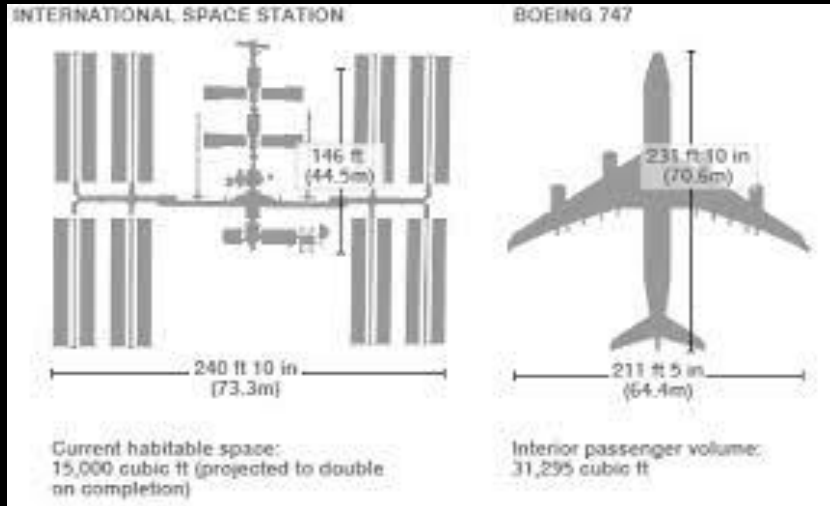 INTERNATIONAL SPACE STATION
146 ft
(44.5m)
240 ft 10 in
(73.3m)
Current habitable space:
15,000 cubic ft (projected to double
on completion)
BOEING 747
231 ft 10 in
(70.6m)
211 ft 5 in
(64.4m)
Interior passenger volume:
31,295 cubic ft